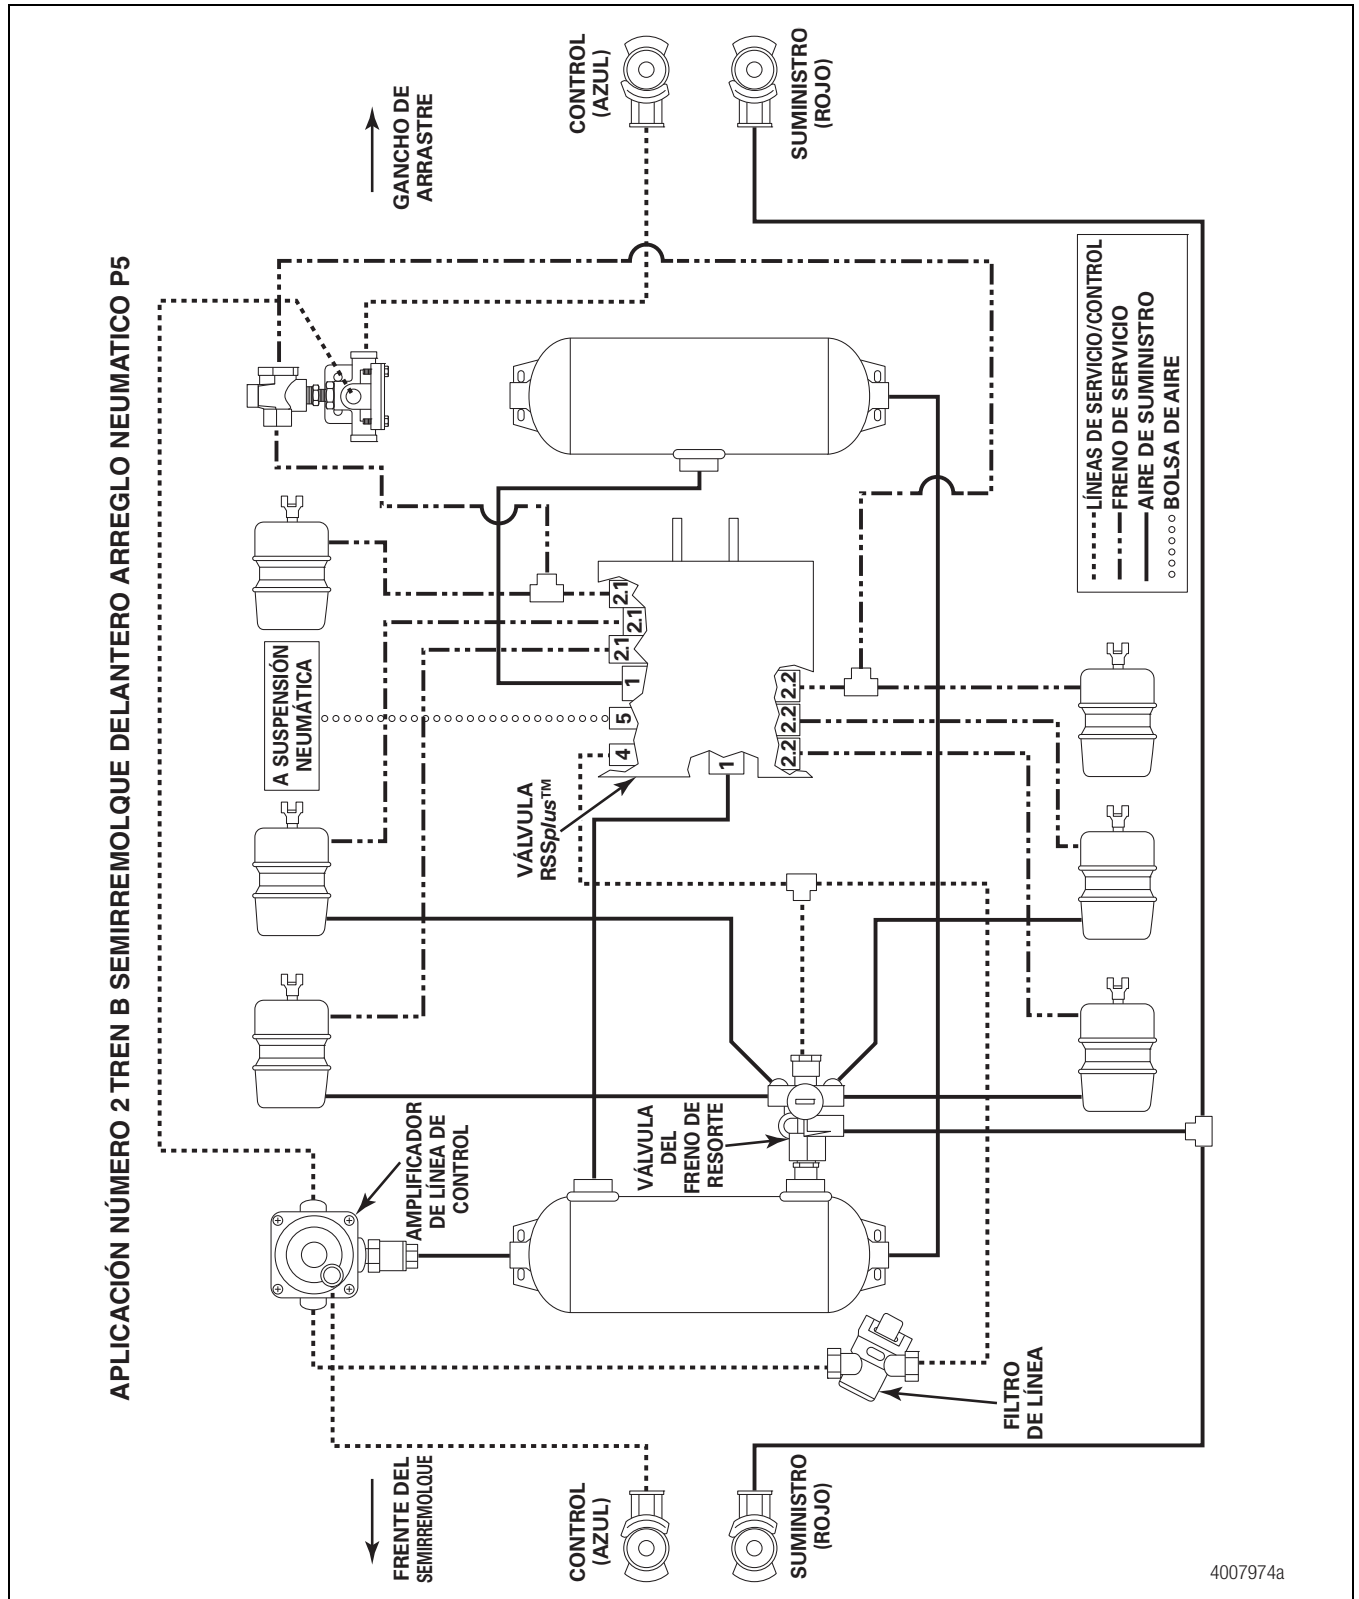 APLICACIÓN NÚMERO 2 TREN B SEMIRREMOLQUE DELANTERO ARREGLO NEUMATICO P5
FRENTE DEL
SEMIRREMOLQUE
GANCHO DE
ARRASTRE
AMPLIFICADOR
DE LÍNEA DE
CONTROL
A SUSPENSIÓN
NEUMÁTICA
CONTROL
(AZUL)
CONTROL
(AZUL)
VÁLVULA
RSSplus™
4
5
1
2.1
2.1
2.1
1
2.2
2.2
2.2
VÁLVULA
DEL
FRENO DE
RESORTE
SUMINISTRO
(ROJO)
SUMINISTRO
(ROJO)
FILTRO
DE LÍNEA
LÍNEAS DE SERVICIO/CONTROL
FRENO DE SERVICIO
AIRE DE SUMINISTRO
BOLSA DE AIRE
4007974a